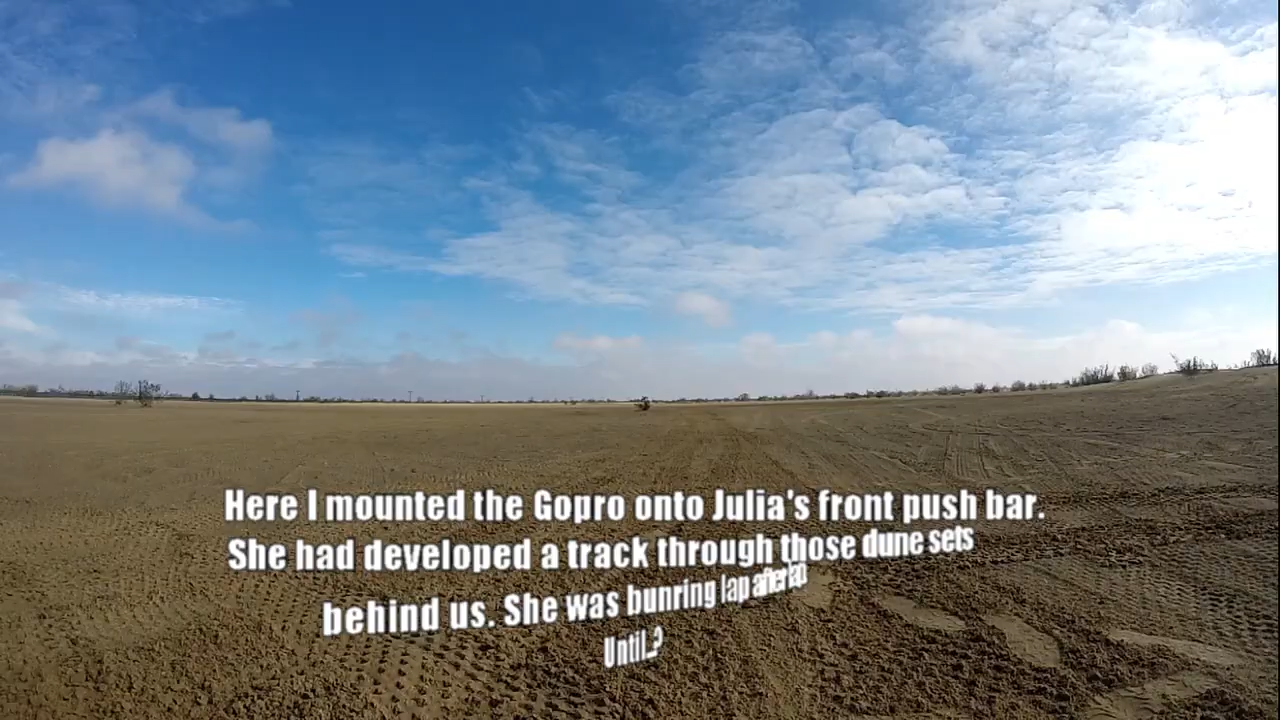 Here I mounted the Gopro onto Julia's front push bar.
She had developed a track through those dune sets
behind us. She was bunring lap after lap
Until..?